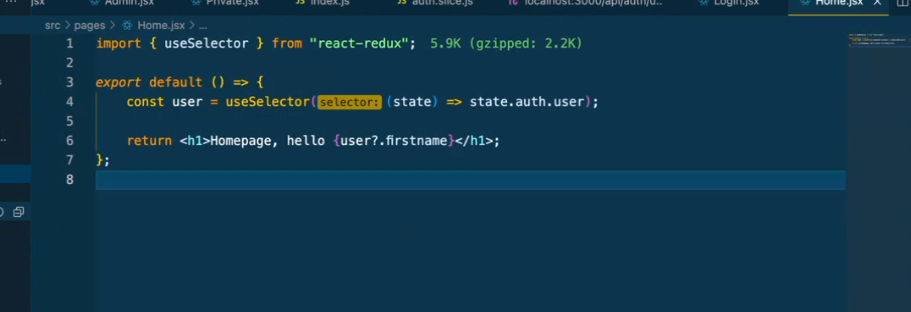 jsx Admin.jsx Private.jsx index.js auth.slice.js localhost:3000/api/auth/u... Login.jsx Home.jsx
src > pages > Home.jsx > ...
1 import { useSelector } from "react-redux"; 5.9K (gzipped: 2.2K)
2
3 export default () => {
4 const user = useSelector(selector: (state) => state.auth.user);
5
6 return <h1>Homepage, hello {user?.firstname}</h1>;
7 };
8